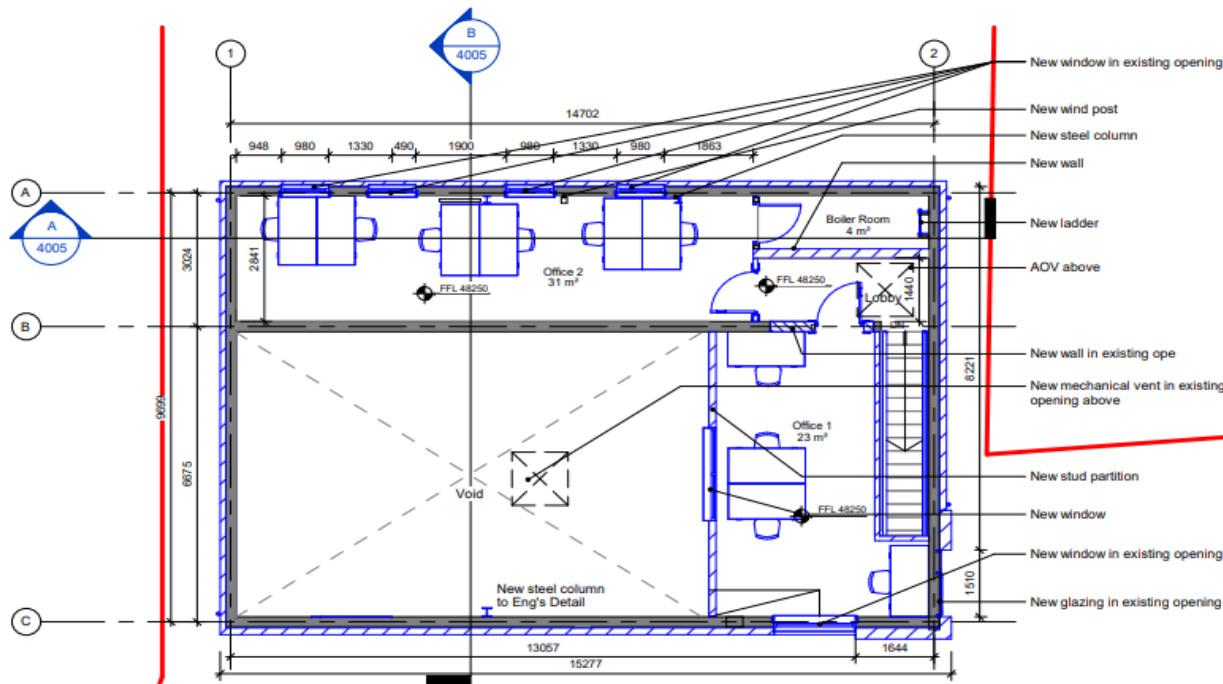 B
4005
1
2
New window in existing opening
14702
New wind post
948
980
1330
490
1900
980
1330
980
1863
New steel column
New wall
A
A
4005
Boiler Room
4 m²
New ladder
3024
2841
Office 2
31 m²
FFL 48250
FFL 48250
AOV above
1440
Lobby
B
DN
New wall in existing ope
8221
New mechanical vent in existing
opening above
9699
6675
Office 1
23 m²
Void
New stud partition
FFL 48250
New window
New window in existing opening
New steel column
to Eng's Detail
1510
New glazing in existing opening
C
13057
1644
15277